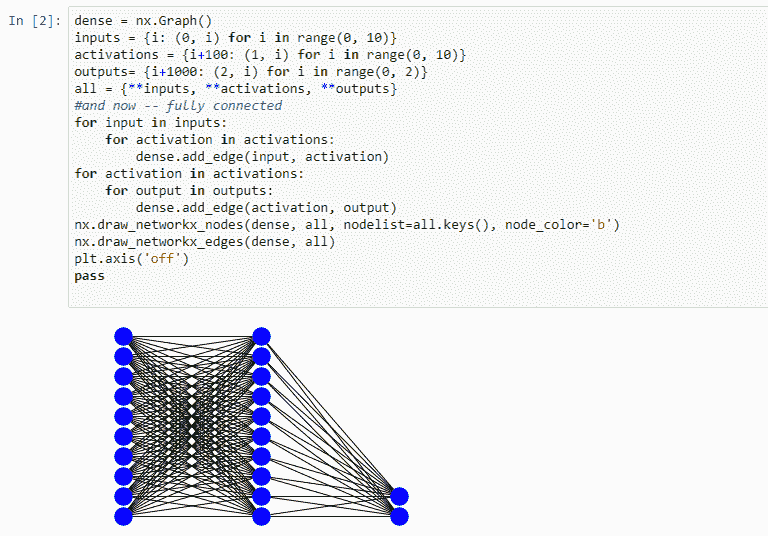 In [2]:
dense = nx.Graph()
inputs = {i: (0, i) for i in range(0, 10)}
activations = {i+100: (1, i) for i in range(0, 10)}
outputs= {i+1000: (2, i) for i in range(0, 2)}
all = {**inputs, **activations, **outputs}
#and now -- fully connected
for input in inputs:
    for activation in activations:
        dense.add_edge(input, activation)
for activation in activations:
    for output in outputs:
        dense.add_edge(activation, output)
nx.draw_networkx_nodes(dense, all, nodelist=all.keys(), node_color='b')
nx.draw_networkx_edges(dense, all)
plt.axis('off')
pass